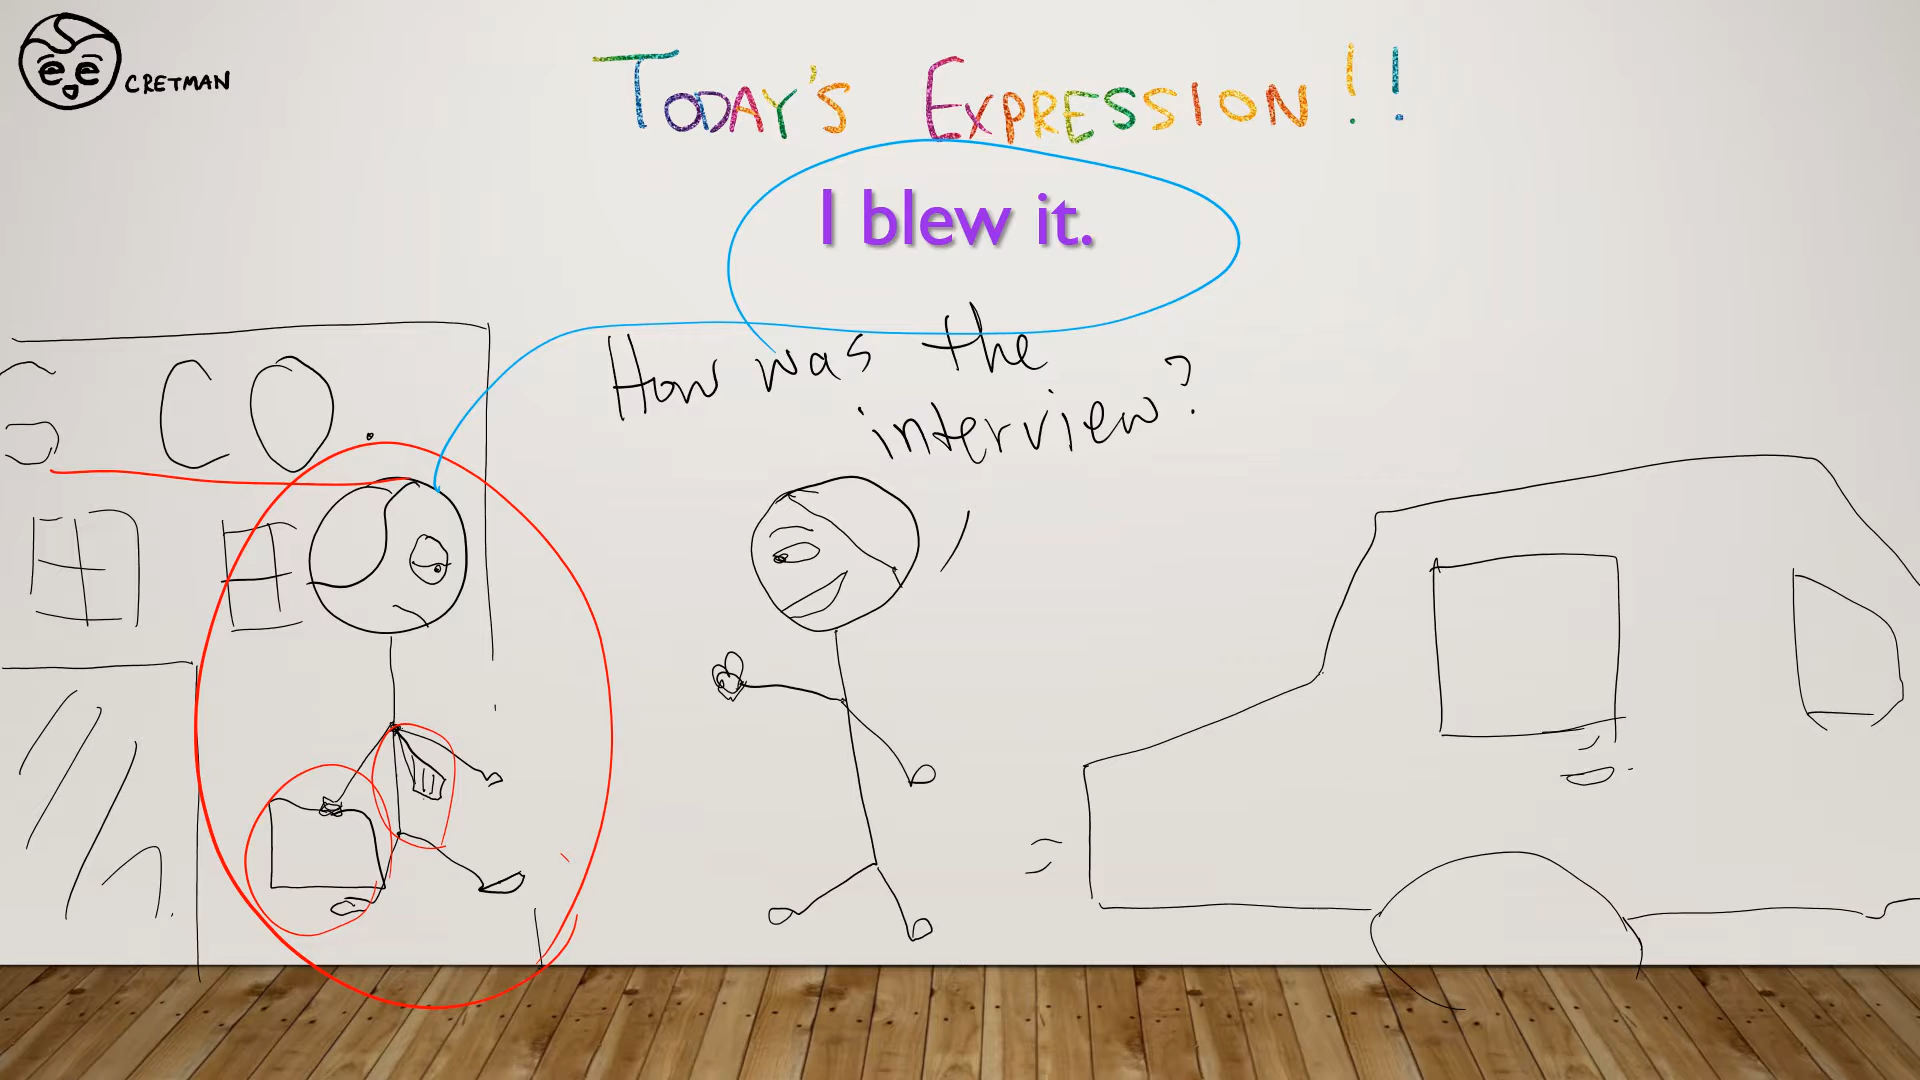 CRETMAN
TODAY'S EXPRESSION!!
I blew it.
How was the
interview?
CO.